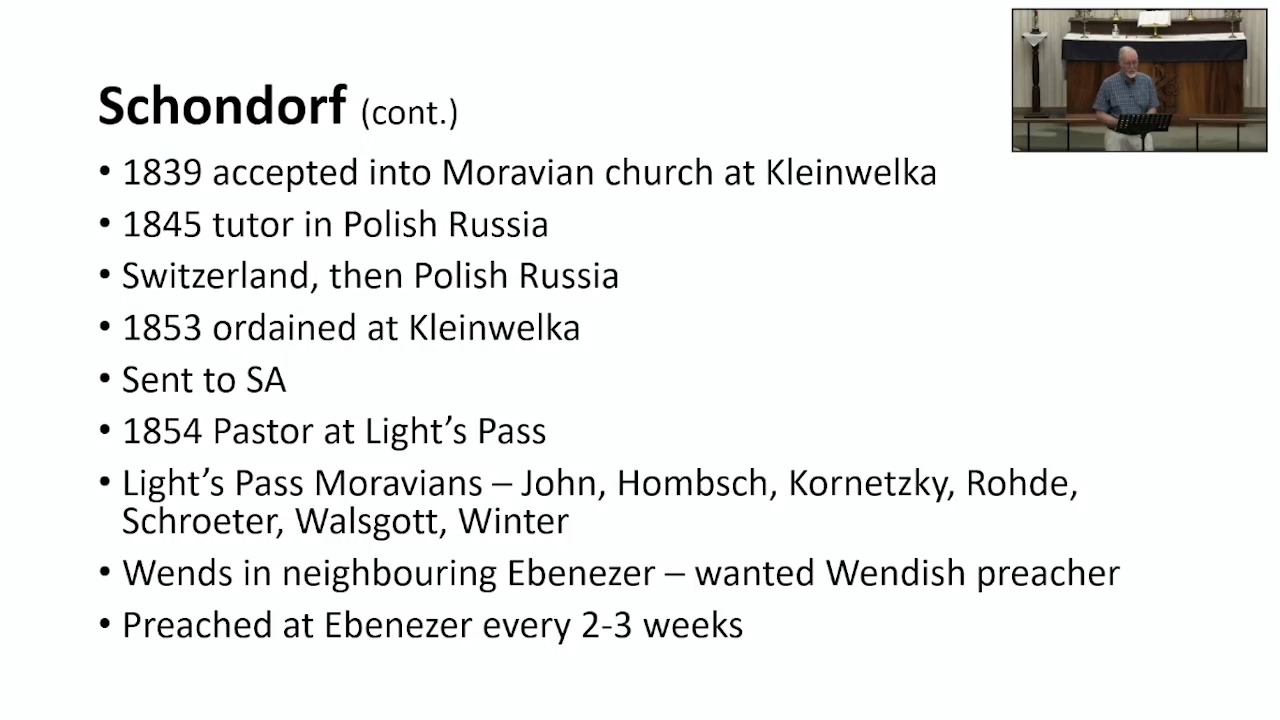 Schondorf (cont.)
• 1839 accepted into Moravian church at Kleinwelka
• 1845 tutor in Polish Russia
• Switzerland, then Polish Russia
• 1853 ordained at Kleinwelka
• Sent to SA
• 1854 Pastor at Light’s Pass
• Light’s Pass Moravians – John, Hombsch, Kornetzky, Rohde,
Schroeter, Walsgott, Winter
• Wends in neighbouring Ebenezer – wanted Wendish preacher
• Preached at Ebenezer every 2-3 weeks